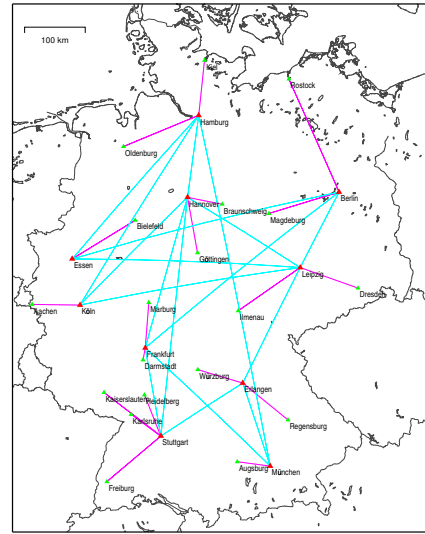 100 km
Kiel
Rostock
Hamburg
Oldenburg
Berlin
Hannover
Braunschweig
Magdeburg
Bielefeld
Göttingen
Essen
Leipzig
Dresden
Aachen
Köln
Marburg
Ilmenau
Frankfurt
Darmstadt
Würzburg
Erlangen
Kaiserslautern
Heidelberg
Karlsruhe
Regensburg
Stuttgart
Augsburg
München
Freiburg